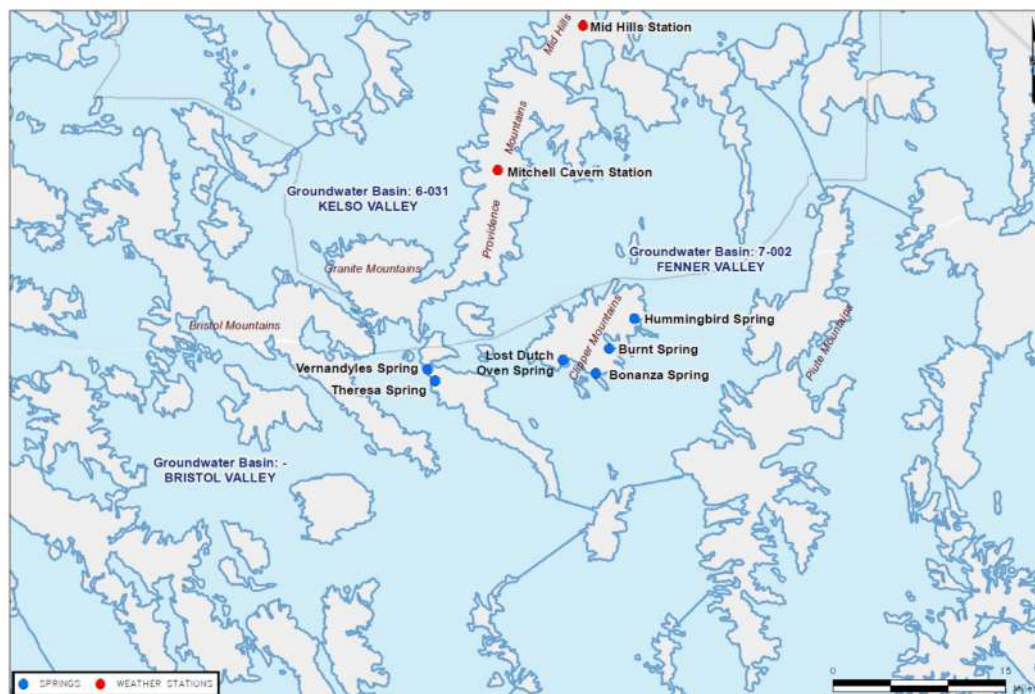 Mid Hills
Mid Hills Station
Mountains
Mitchell Cavern Station
Groundwater Basin: 6-031
KELSO VALLEY
Providence
Groundwater Basin: 7-002
FENNER VALLEY
Granite Mountains
Bristol Mountains
Clipper Mountains
Hummingbird Spring
Piute Mountains
Burnt Spring
Lost Dutch
Oven Spring
Vernandyles Spring
Bonanza Spring
Theresa Spring
Groundwater Basin: -
BRISTOL VALLEY
SPRINGS
WEATHER STATIONS
0
15